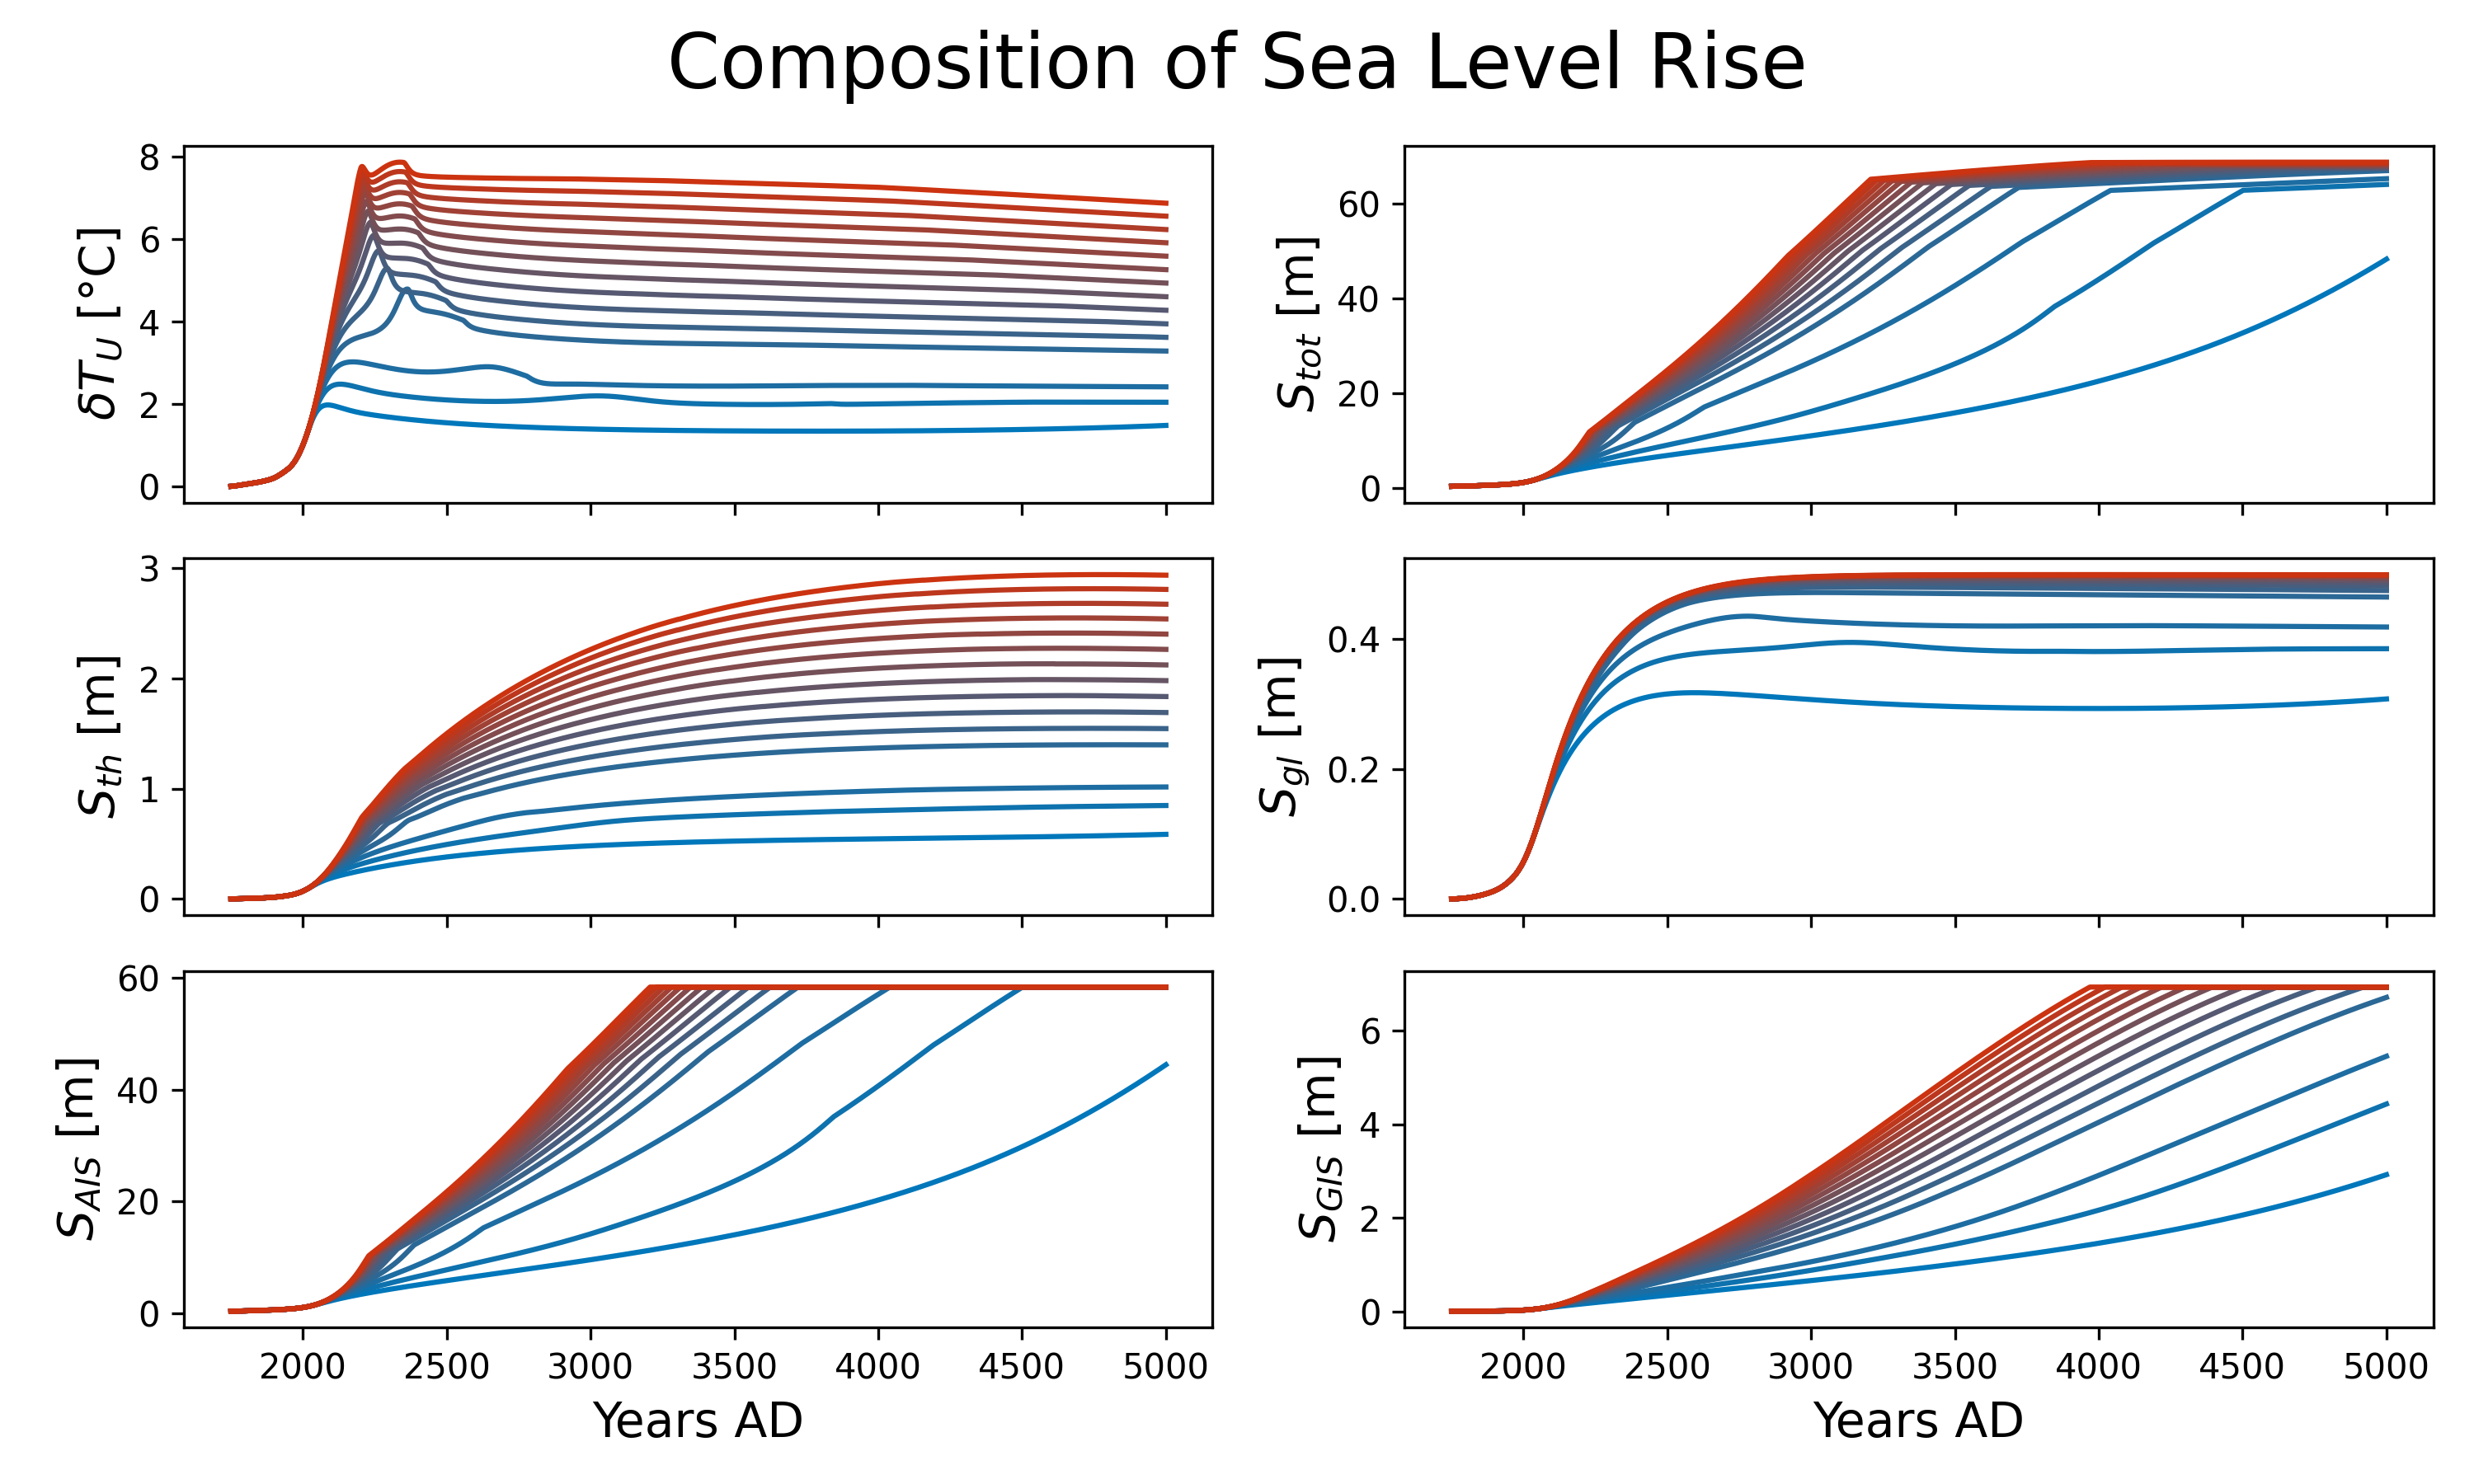 Composition of Sea Level Rise
8
6
4
2
0
δT_U [°C]
60
40
20
0
S_tot [m]
3
2
1
0
S_th [m]
0.4
0.2
0.0
S_gl [m]
60
40
20
0
S_AIS [m]
2000 2500 3000 3500 4000 4500 5000
Years AD
6
4
2
0
S_GIS [m]
2000 2500 3000 3500 4000 4500 5000
Years AD